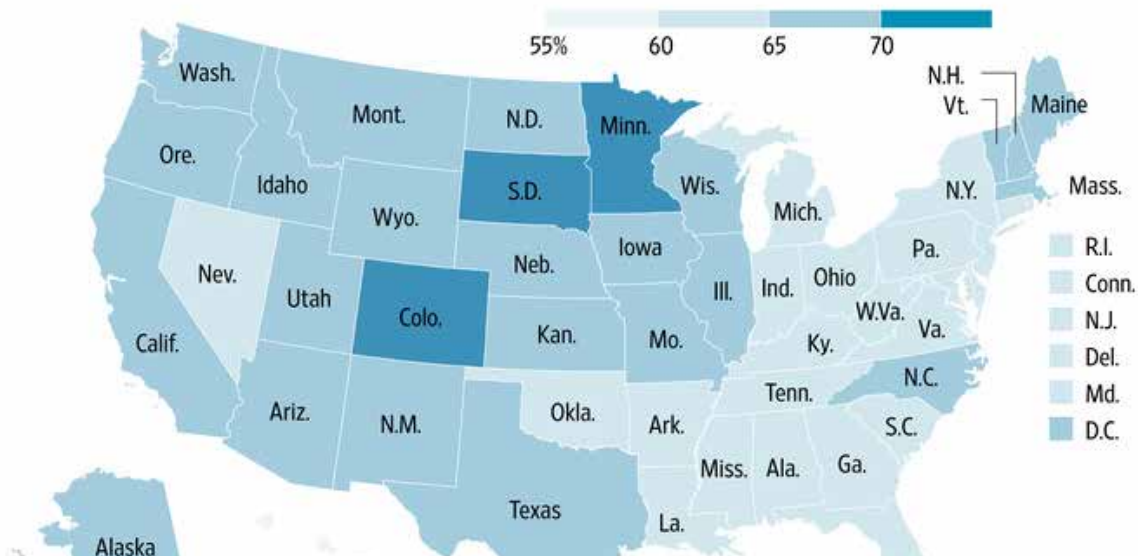 55% 60 65 70
N.H.
Wash.
Vt.
Maine
Mont.
N.D.
Minn.
Ore.
Idaho
S.D.
Wis.
Mass.
N.Y.
Wyo.
Mich.
R.I.
Iowa
Pa.
Neb.
Nev.
Ohio
Conn.
Utah
Ill.
Ind.
W.Va.
Colo.
N.J.
Va.
Calif.
Kan.
Mo.
Ky.
Del.
N.C.
Tenn.
Md.
Ariz.
N.M.
Okla.
Ark.
S.C.
D.C.
Miss.
Ala.
Ga.
Texas
La.
Alaska